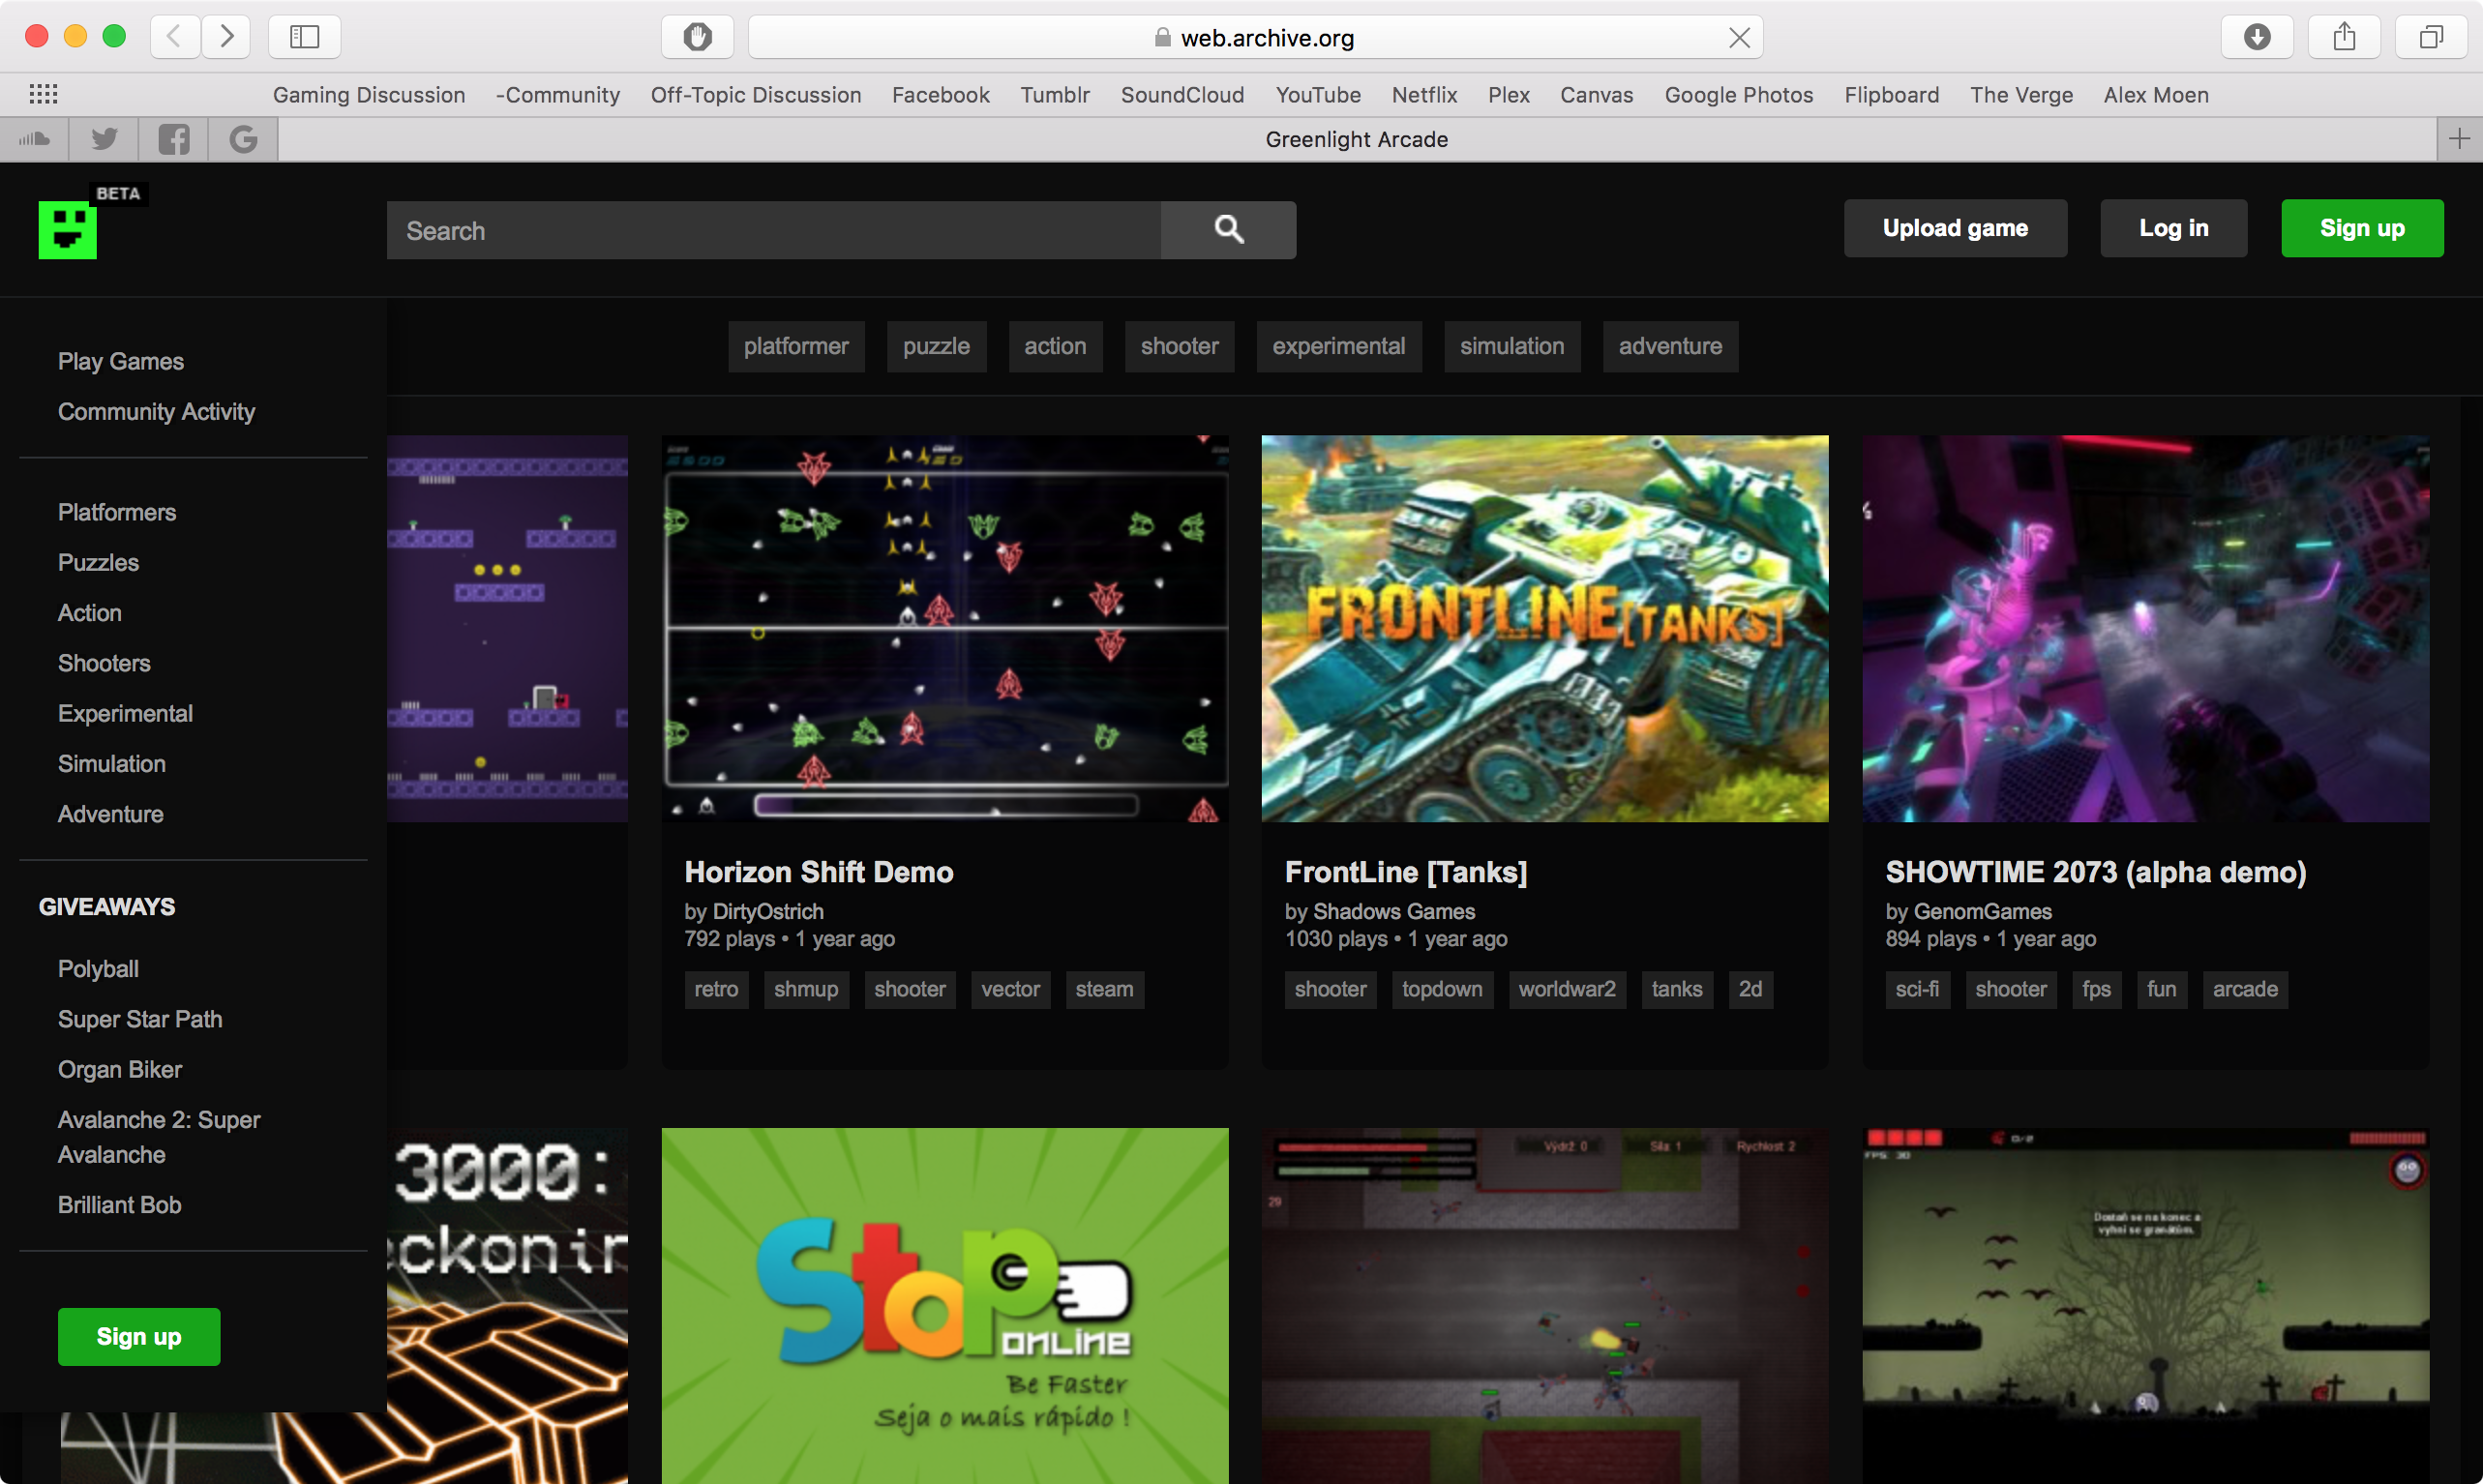 web.archive.org
Gaming Discussion -Community Off-Topic Discussion Facebook Tumblr SoundCloud YouTube Netflix Plex Canvas Google Photos Flipboard The Verge Alex Moen
Greenlight Arcade
BETA
Search
Upload game Log in Sign up
platformer puzzle action shooter experimental simulation adventure
Play Games
Community Activity
Platformers
Puzzles
Action
Shooters
Experimental
Simulation
Adventure
GIVEAWAYS
Polyball
Super Star Path
Organ Biker
Avalanche 2: Super
Avalanche
Brilliant Bob
Sign up
FRONTLINE [TANKS]
Horizon Shift Demo
by DirtyOstrich
792 plays • 1 year ago
retro shmup shooter vector steam
FrontLine [Tanks]
by Shadows Games
1030 plays • 1 year ago
shooter topdown worldwar2 tanks 2d
SHOWTIME 2073 (alpha demo)
by GenomGames
894 plays • 1 year ago
sci-fi shooter fps fun arcade
3000:
ckonin
Stop
online
Be Faster
Seja o mais rápido !
Výdrž 0 Síla 1 Rychlost 2
29
FPS: 30
Dostaň se na konec a
vyhni se granátům.